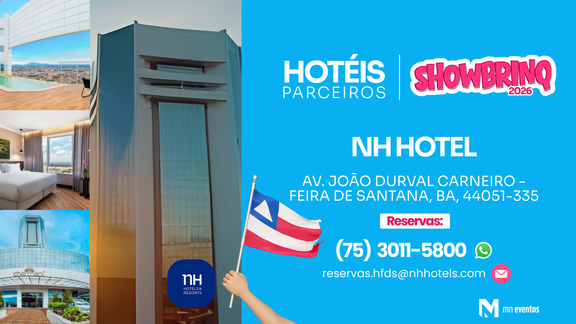 HOTÉIS
PARCEIROS
SHOWBRINQ
2026
NH HOTEL
AV. JOÃO DURVAL CARNEIRO -
FEIRA DE SANTANA, BA, 44051-335
Reservas:
(75) 3011-5800
reservas.hfds@nhhotels.com
nH
HOTELS &
RESORTS
mn eventos